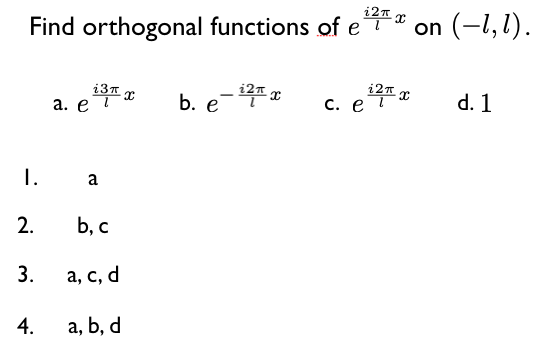 Find orthogonal functions of $e^{\frac{i2\pi}{l}x}$ on $(-l, l)$.
a. $e^{\frac{i3\pi}{l}x}$ b. $e^{-\frac{i2\pi}{l}x}$ c. $e^{\frac{i2\pi}{l}x}$ d. 1
1. a
2. b, c
3. a, c, d
4. a, b, d